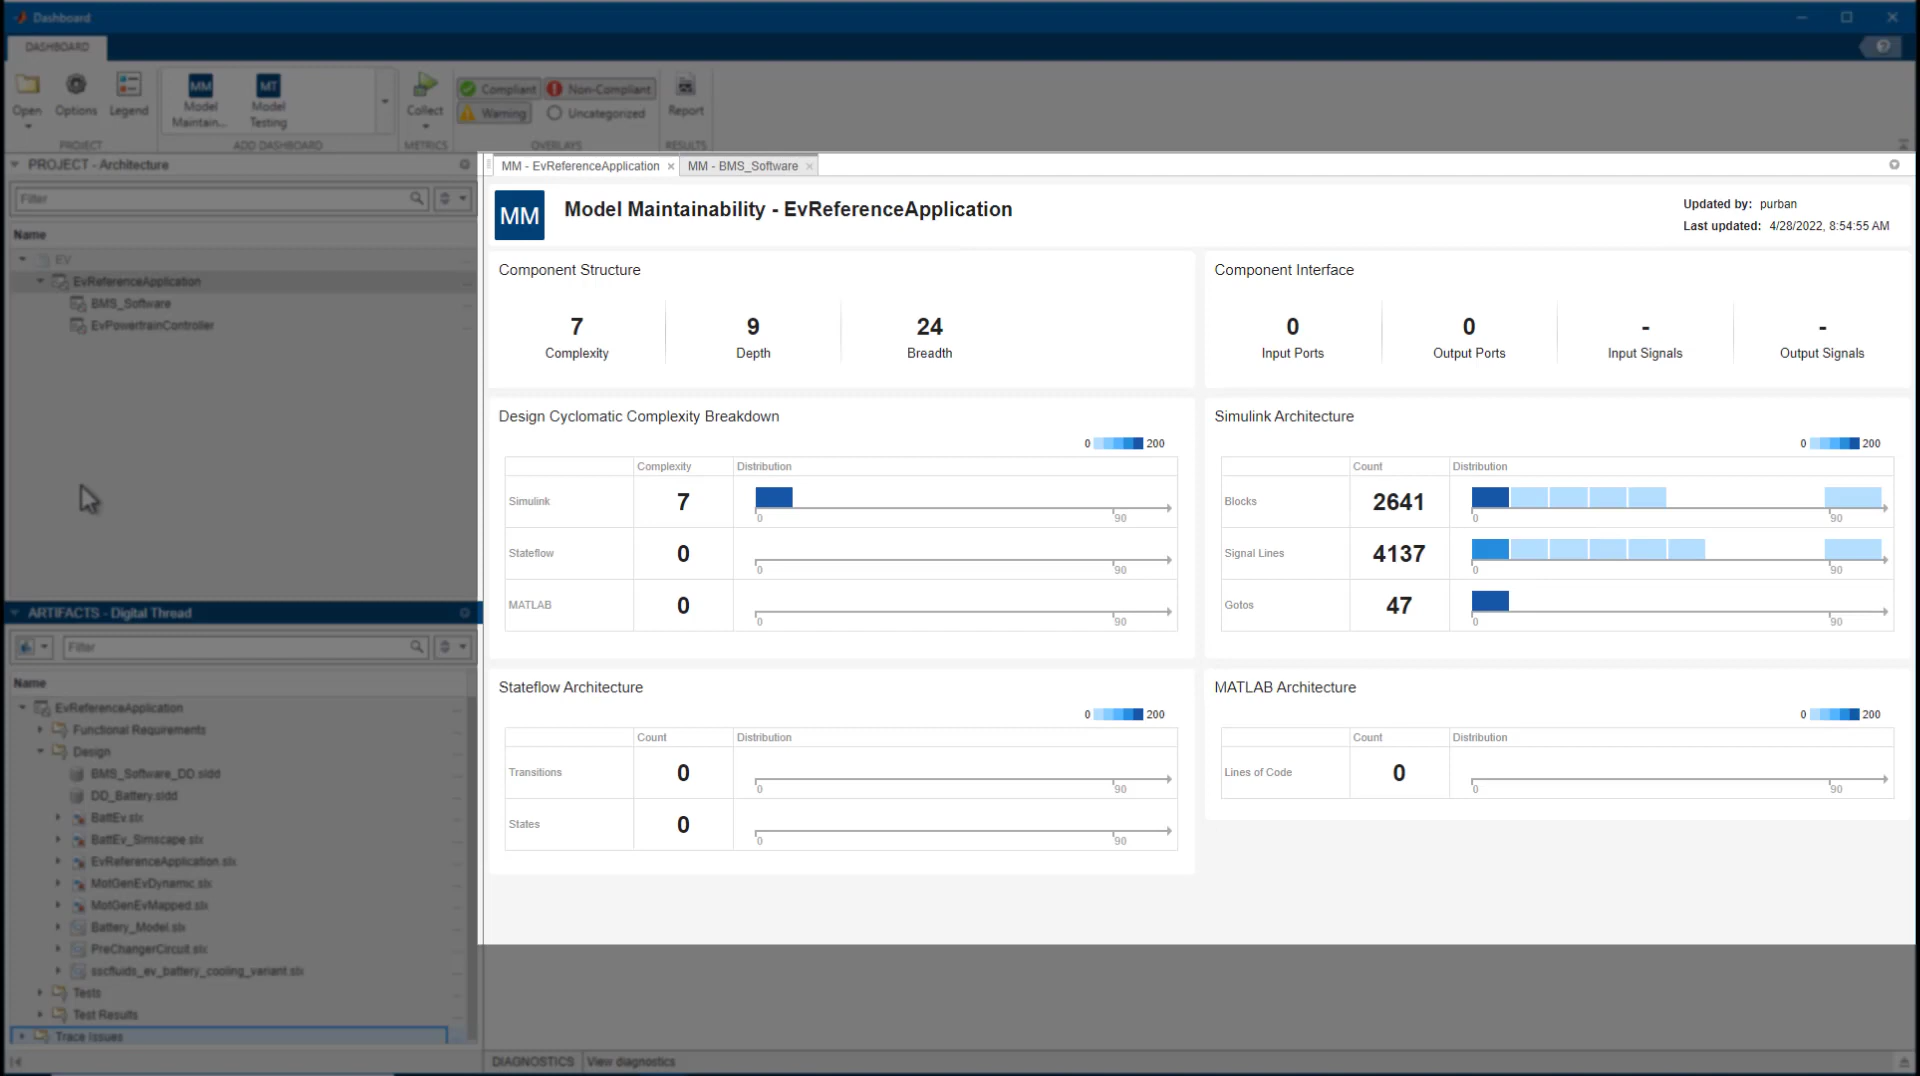 Dashboard
DASHBOARD
Open
Options
Legend
PROJECT
MM
Model
Maintain...
MT
Model
Testing
ADD DASHBOARD
Collect
METRICS
Compliant
Non-Compliant
Warning
Uncategorized
OVERLAYS
Report
RESULTS
PROJECT - Architecture
Filter
Name
EV
EvReferenceApplication
BMS_Software
EvPowertrainController
ARTIFACTS - Digital Thread
Filter
Name
EvReferenceApplication
Functional Requirements
Design
BMS_Software_DD.sldd
DD_Battery.sldd
BattEv.slx
BattEv_Simscape.slx
EvReferenceApplication.slx
MotGenEvDynamic.slx
MotGenEvMapped.slx
Battery_Model.slx
PreChangerCircuit.slx
sscfluids_ev_battery_cooling_variant.slx
Tests
Test Results
Trace Issues
MM - EvReferenceApplication
MM - BMS_Software
MM
Model Maintainability - EvReferenceApplication
Updated by: purban
Last updated: 4/28/2022, 8:54:55 AM
Component Structure
7
Complexity
9
Depth
24
Breadth
Component Interface
0
Input Ports
0
Output Ports
-
Input Signals
-
Output Signals
Design Cyclomatic Complexity Breakdown
0 200
Complexity Distribution
Simulink 7
0 90
Stateflow 0
0 90
MATLAB 0
0 90
Simulink Architecture
0 200
Count Distribution
Blocks 2641
0 90
Signal Lines 4137
0 90
Gotos 47
0 90
Stateflow Architecture
0 200
Count Distribution
Transitions 0
0 90
States 0
0 90
MATLAB Architecture
0 200
Count Distribution
Lines of Code 0
0 90
DIAGNOSTICS View diagnostics